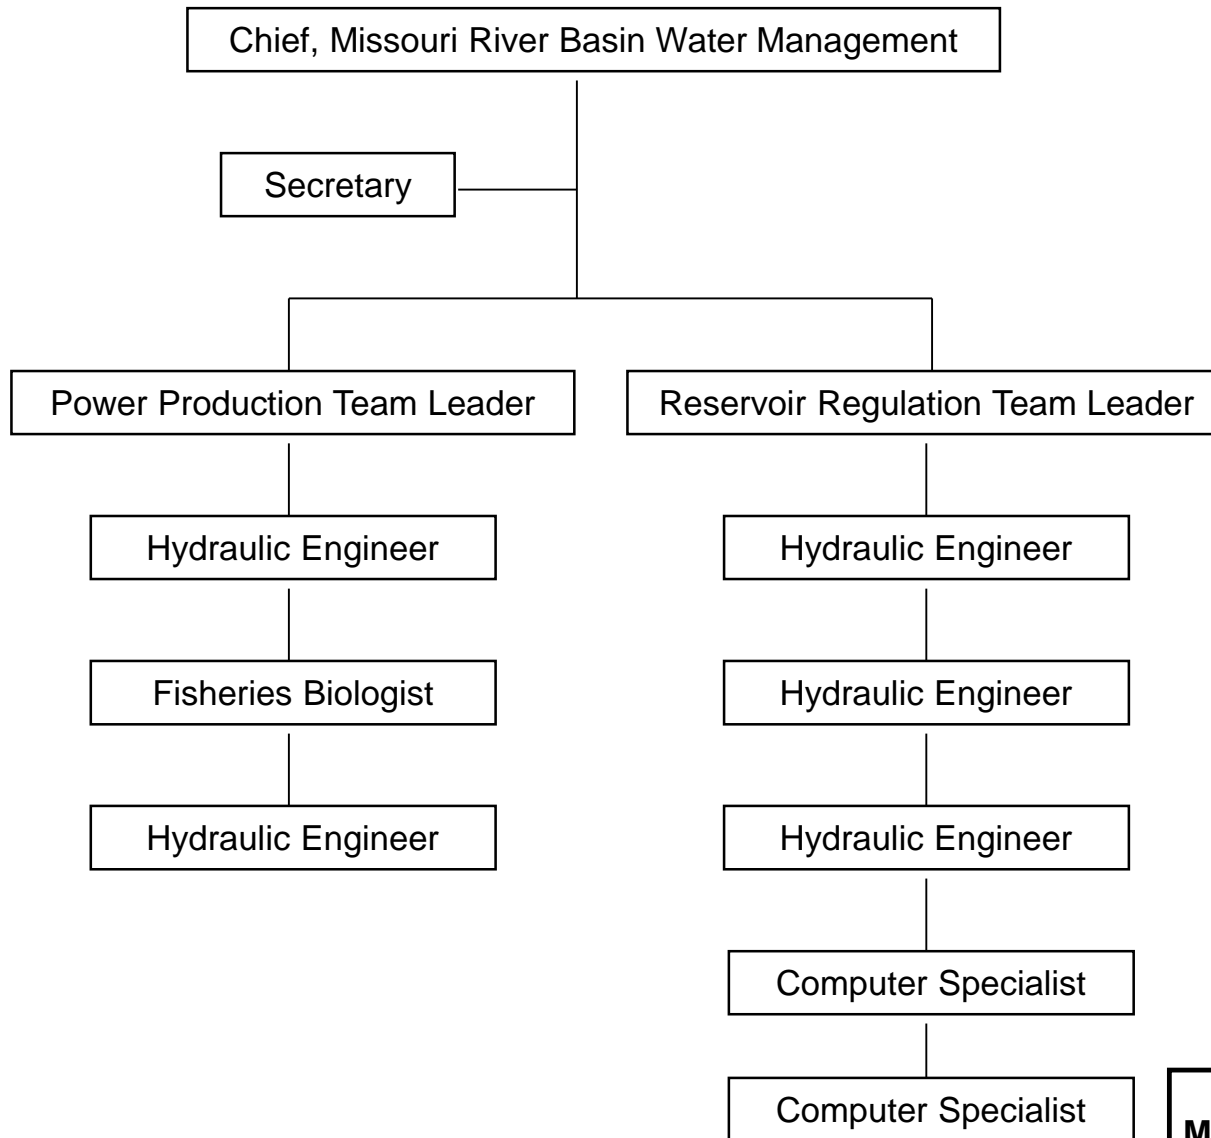 Chief, Missouri River Basin Water Management
Secretary
Power Production Team Leader
Reservoir Regulation Team Leader
Hydraulic Engineer
Hydraulic Engineer
Fisheries Biologist
Hydraulic Engineer
Hydraulic Engineer
Hydraulic Engineer
Computer Specialist
Computer Specialist